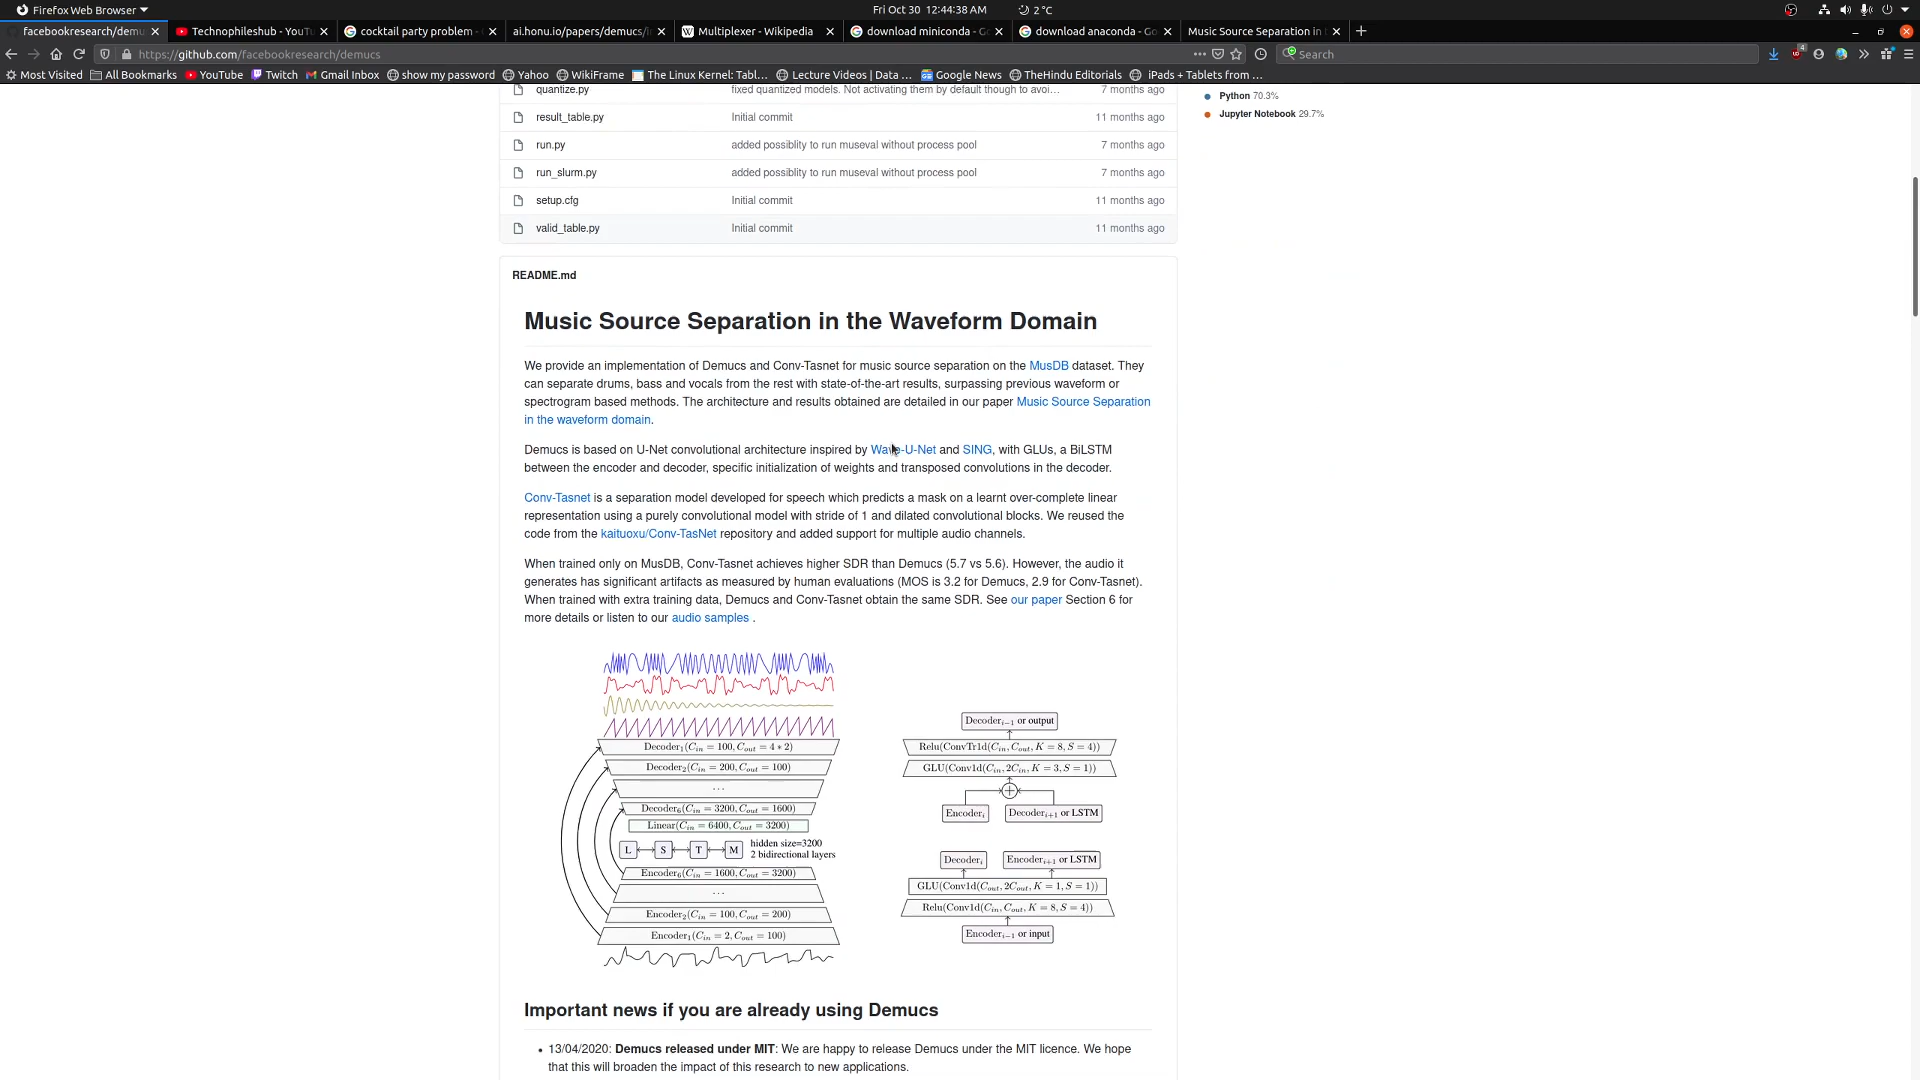 Firefox Web Browser
Fri Oct 30 12:44:38 AM
2 °C
facebookresearch/demu
Technophileshub - YouTu
cocktail party problem -
ai.honu.io/papers/demucs/i
Multiplexer - Wikipedia
download miniconda - Go
download anaconda - Go
Music Source Separation in
https://github.com/facebookresearch/demucs
Search
4
Most Visited
All Bookmarks
YouTube
Twitch
Gmail Inbox
show my password
Yahoo
WikiFrame
The Linux Kernel: Tabl...
Lecture Videos | Data ...
Google News
TheHindu Editorials
iPads + Tablets from ...
quantize.py fixed quantized models. Not activating them by default though to avoi... 7 months ago
result_table.py Initial commit 11 months ago
run.py added possiblity to run museval without process pool 7 months ago
run_slurm.py added possiblity to run museval without process pool 7 months ago
setup.cfg Initial commit 11 months ago
valid_table.py Initial commit 11 months ago
Python 70.3%
Jupyter Notebook 29.7%
README.md
Music Source Separation in the Waveform Domain
We provide an implementation of Demucs and Conv-Tasnet for music source separation on the MusDB dataset. They
can separate drums, bass and vocals from the rest with state-of-the-art results, surpassing previous waveform or
spectrogram based methods. The architecture and results obtained are detailed in our paper Music Source Separation
in the waveform domain.
Demucs is based on U-Net convolutional architecture inspired by Wave-U-Net and SING, with GLUs, a BiLSTM
between the encoder and decoder, specific initialization of weights and transposed convolutions in the decoder.
Conv-Tasnet is a separation model developed for speech which predicts a mask on a learnt over-complete linear
representation using a purely convolutional model with stride of 1 and dilated convolutional blocks. We reused the
code from the kaituoxu/Conv-TasNet repository and added support for multiple audio channels.
When trained only on MusDB, Conv-Tasnet achieves higher SDR than Demucs (5.7 vs 5.6). However, the audio it
generates has significant artifacts as measured by human evaluations (MOS is 3.2 for Demucs, 2.9 for Conv-Tasnet).
When trained with extra training data, Demucs and Conv-Tasnet obtain the same SDR. See our paper Section 6 for
more details or listen to our audio samples .
Decoder₁(C_in = 100, C_out = 4 * 2)
Decoder₂(C_in = 200, C_out = 100)
...
Decoder₆(C_in = 3200, C_out = 1600)
Linear(C_in = 6400, C_out = 3200)
L S T M
hidden size=3200
2 bidirectional layers
Encoder₆(C_in = 1600, C_out = 3200)
...
Encoder₂(C_in = 100, C_out = 200)
Encoder₁(C_in = 2, C_out = 100)
Decoder_i−1 or output
Relu(ConvTr1d(C_in, C_out, K = 8, S = 4))
GLU(Conv1d(C_in, 2C_in, K = 3, S = 1))
+
Encoder_i
Decoder_i+1 or LSTM
Decoder_i
Encoder_i+1 or LSTM
GLU(Conv1d(C_out, 2C_out, K = 1, S = 1))
Relu(Conv1d(C_in, C_out, K = 8, S = 4))
Encoder_i−1 or input
Important news if you are already using Demucs
• 13/04/2020: Demucs released under MIT: We are happy to release Demucs under the MIT licence. We hope
that this will broaden the impact of this research to new applications.